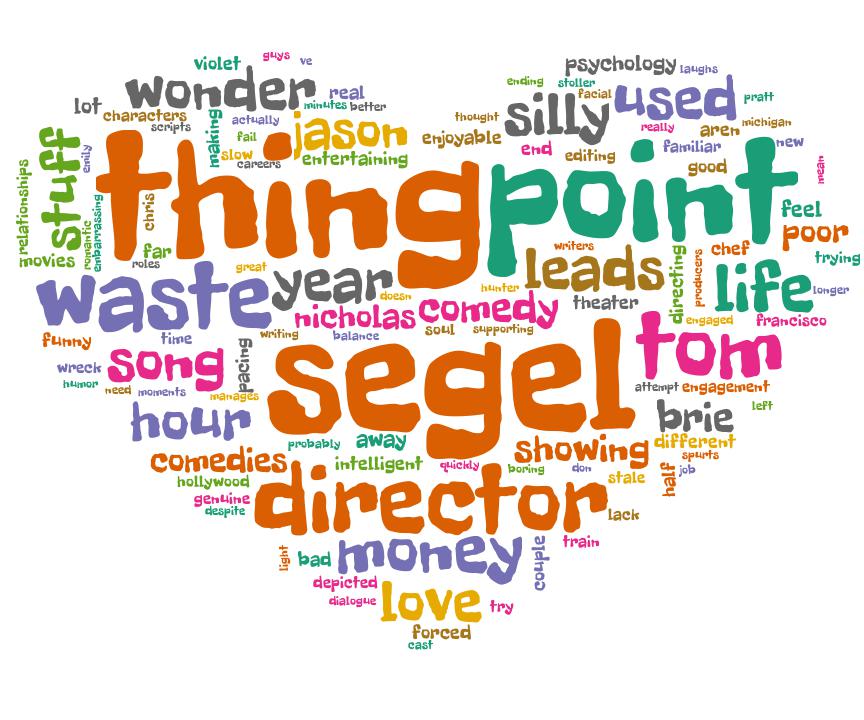 violet
guys
ve
psychology
laughs
wonder
real
ending
stoller
facial
used
pratt
lot
characters
scripts
minutes
better
silly
michigan
making
actually
jason
thought
really
aren
stuff
emily
fail
slow
careers
entertaining
enjoyable
end
editing
familiar
new
good
mean
relationships
thing
point
chris
romantic
embarrassing
feel
poor
movies
far
roles
great
writers
chef
trying
waste
year
doesn
hunter
leads
theater
directing
producers
life
longer
nicholas
comedy
engaged
francisco
funny
time
writing
balance
soul
supporting
tom
wreck
song
pacing
segel
humor
need
moments
manages
attempt
engagement
hour
brie
left
probably
away
showing
different
comedies
intelligent
quickly
boring
don
spurts
half
job
hollywood
stale
genuine
despite
director
lack
light
bad
money
couple
train
depicted
dialogue
love
try
forced
cast